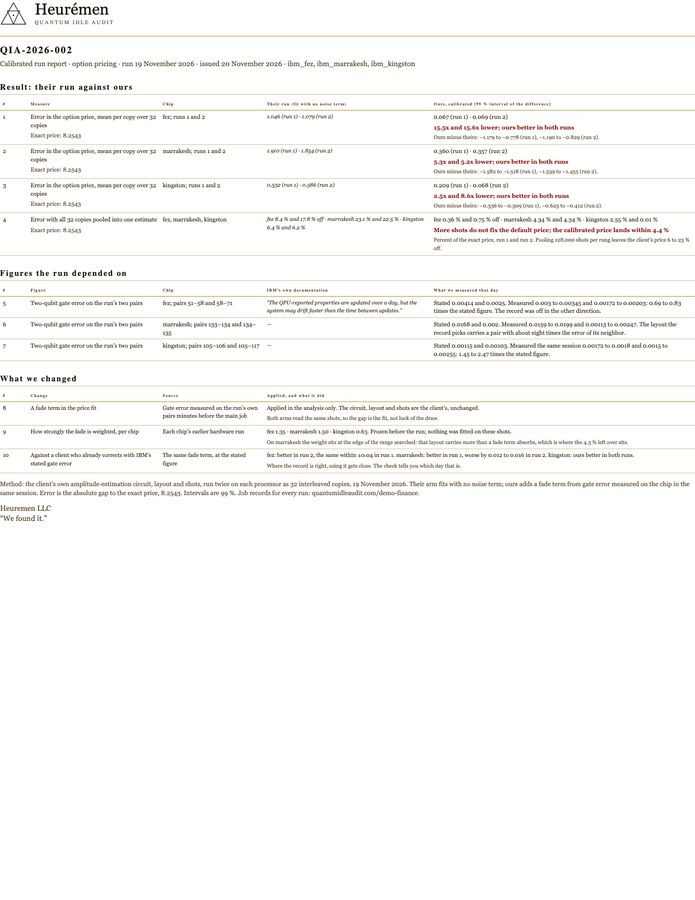 Heurémen
QUANTUM IDLE AUDIT
QIA-2026-002
Calibrated run report · option pricing · run 19 November 2026 · issued 20 November 2026 · ibm_fez, ibm_marrakesh, ibm_kingston
Result: their run against ours
# Measure Chip Their run (fit with no noise term) Ours, calibrated (99 % interval of the difference)
1 Error in the option price, mean per copy over 32 copies fez; runs 1 and 2 1.046 (run 1) · 1.079 (run 2) 0.067 (run 1) · 0.069 (run 2)
Exact price: 8.2543
15.5x and 15.6x lower; ours better in both runs
Ours minus theirs: −1.179 to −0.778 (run 1), −1.190 to −0.829 (run 2).
2 Error in the option price, mean per copy over 32 copies marrakesh; runs 1 and 2 1.910 (run 1) · 1.854 (run 2) 0.360 (run 1) · 0.357 (run 2)
Exact price: 8.2543
5.3x and 5.2x lower; ours better in both runs
Ours minus theirs: −1.582 to −1.518 (run 1), −1.539 to −1.455 (run 2).
3 Error in the option price, mean per copy over 32 copies kingston; runs 1 and 2 0.532 (run 1) · 0.586 (run 2) 0.209 (run 1) · 0.068 (run 2)
Exact price: 8.2543
2.5x and 8.6x lower; ours better in both runs
Ours minus theirs: −0.336 to −0.309 (run 1), −0.623 to −0.412 (run 2).
4 Error with all 32 copies pooled into one estimate fez, marrakesh, kingston fez 8.4 % and 17.8 % off · marrakesh 23.1 % and 22.5 % · kingston 6.4 % and 6.2 % fez 0.36 % and 0.75 % off · marrakesh 4.34 % and 4.34 % · kingston 2.55 % and 0.01 %
Exact price: 8.2543
More shots do not fix the default price; the calibrated price lands within 4.4 %
Percent of the exact price, run 1 and run 2. Pooling 128,000 shots per rung leaves the client's price 6 to 23 % off.
Figures the run depended on
# Figure Chip IBM's own documentation What we measured that day
5 Two-qubit gate error on the run's two pairs fez; pairs 51–58 and 58–71 "The QPU-reported properties are updated once a day, but the system may drift faster than the time between updates." Stated 0.00414 and 0.0025. Measured 0.003 to 0.00345 and 0.00172 to 0.00203: 0.69 to 0.83 times the stated figure. The record was off in the other direction.
6 Two-qubit gate error on the run's two pairs marrakesh; pairs 133–134 and 134–135 — Stated 0.0168 and 0.002. Measured 0.0159 to 0.0199 and 0.00113 to 0.00247. The layout the record picks carries a pair with about eight times the error of its neighbor.
7 Two-qubit gate error on the run's two pairs kingston; pairs 105–106 and 105–117 — Stated 0.00115 and 0.00103. Measured the same session 0.00172 to 0.0018 and 0.0015 to 0.00255: 1.45 to 2.47 times the stated figure.
What we changed
# Change Source Applied, and what it did
8 A fade term in the price fit Gate error measured on the run's own pairs minutes before the main job Applied in the analysis only. The circuit, layout and shots are the client's, unchanged.
Both arms read the same shots, so the gap is the fit, not luck of the draw.
9 How strongly the fade is weighted, per chip Each chip's earlier hardware run fez 1.35 · marrakesh 1.50 · kingston 0.63. Frozen before the run; nothing was fitted on these shots.
On marrakesh the weight sits at the edge of the range searched: that layout carries more than a fade term absorbs, which is where the 4.3 % left over sits.
10 Against a client who already corrects with IBM's stated gate error The same fade term, at the stated figure fez: better in run 2, the same within ±0.04 in run 1. marrakesh: better in run 1, worse by 0.012 to 0.016 in run 2. kingston: ours better in both runs.
Where the record is right, using it gets close. The check tells you which day that is.
Method: the client's own amplitude-estimation circuit, layout and shots, run twice on each processor as 32 interleaved copies, 19 November 2026. Their arm fits with no noise term; ours adds a fade term from gate error measured on the chip in the
same session. Error is the absolute gap to the exact price, 8.2543. Intervals are 99 %. Job records for every run: quantumidleaudit.com/demo-finance.
Heuremen LLC
"We found it."